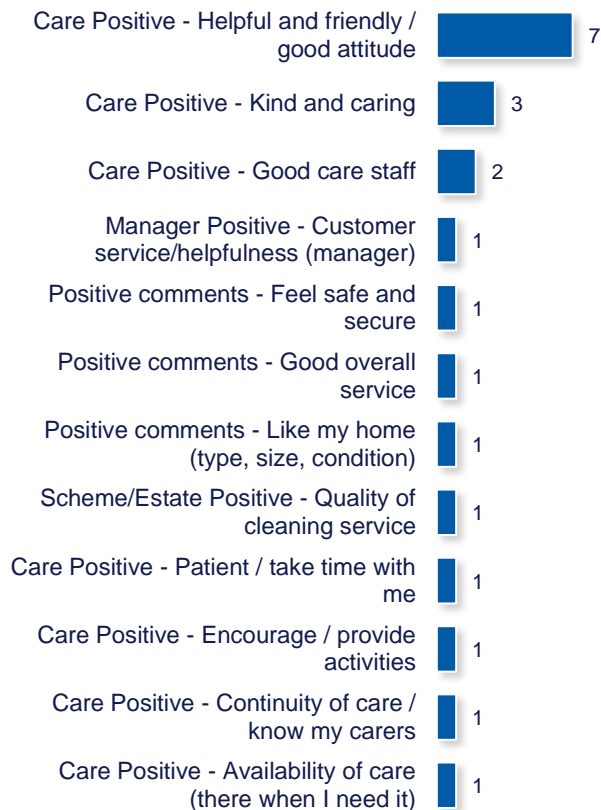 Care Positive - Helpful and friendly /
good attitude
7
Care Positive - Kind and caring
3
Care Positive - Good care staff
2
Manager Positive - Customer
service/helpfulness (manager)
1
Positive comments - Feel safe and
secure
1
Positive comments - Good overall
service
1
Positive comments - Like my home
(type, size, condition)
1
Scheme/Estate Positive - Quality of
cleaning service
1
Care Positive - Patient / take time with
me
1
Care Positive - Encourage / provide
activities
1
Care Positive - Continuity of care /
know my carers
1
Care Positive - Availability of care
(there when I need it)
1